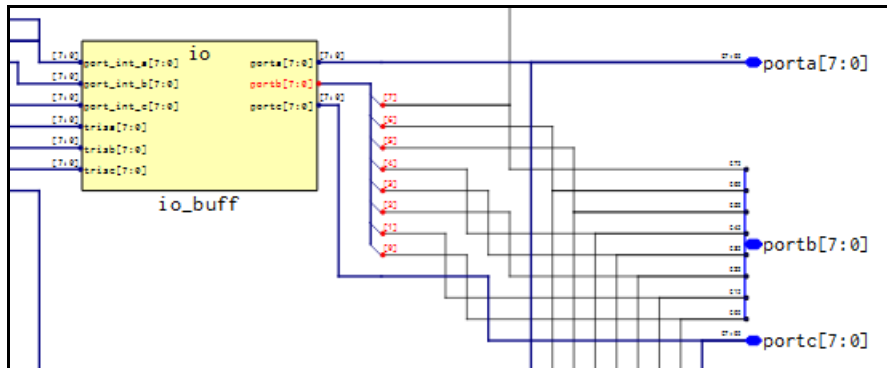 io
[7:0] port_int_a[7:0] porta[7:0] [7:0] porta[7:0]
[7:0] port_int_b[7:0] portb[7:0]
[7:0] port_int_c[7:0] portc[7:0] [7:0] [7]
[7:0] triaa[7:0] [6]
[7:0] triab[7:0] [5]
[7:0] triac[7:0] [4]
[3]
io_buff
[2]
[1]
portb[7:0]
[0]
portc[7:0]